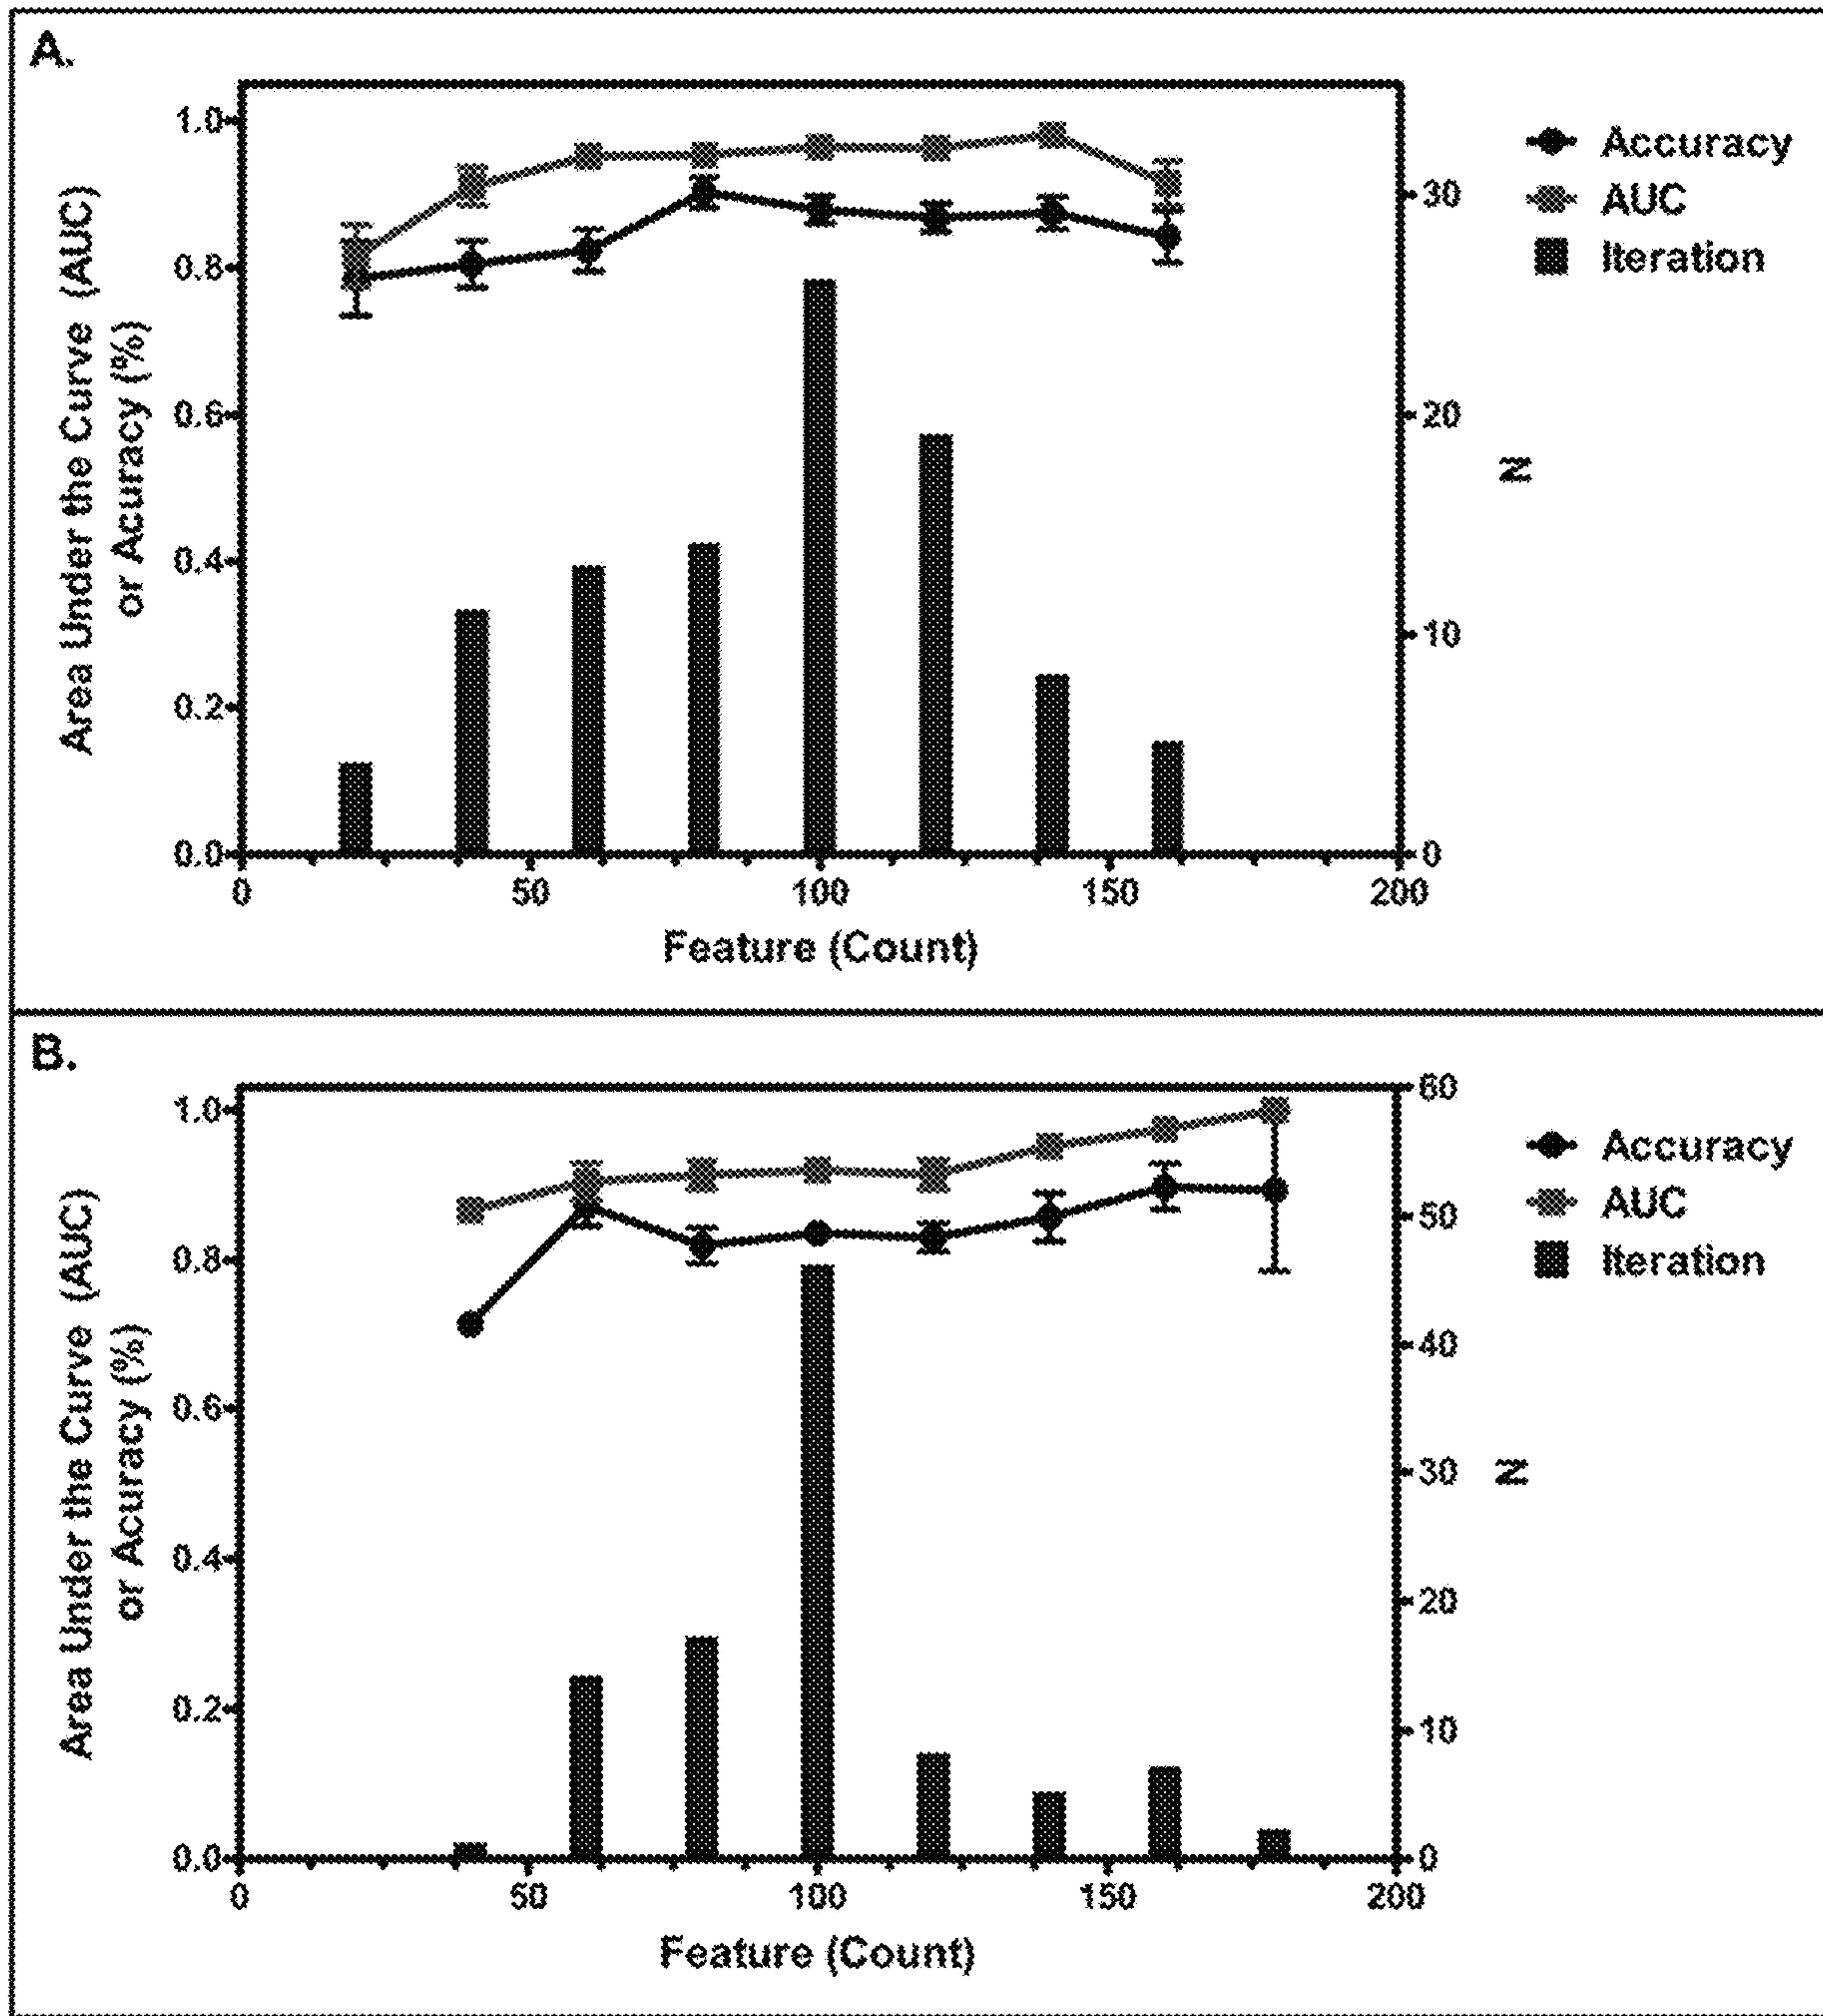 A.
Area Under the Curve (AUC)
or Acuracy (%)
1.0
0.8
0.6
0.4
0.2
0.0
30
20
10
0
N
0 50 100 150 200
Feature (Count)
Accuracy
AUC
Iteration
B.
Area Under the Curve (AUC)
or Acuracy (%)
1.0
0.8
0.6
0.4
0.2
0.0
60
50
40
30
20
10
0
N
0 50 100 150 200
Feature (Count)
Accuracy
AUC
Iteration